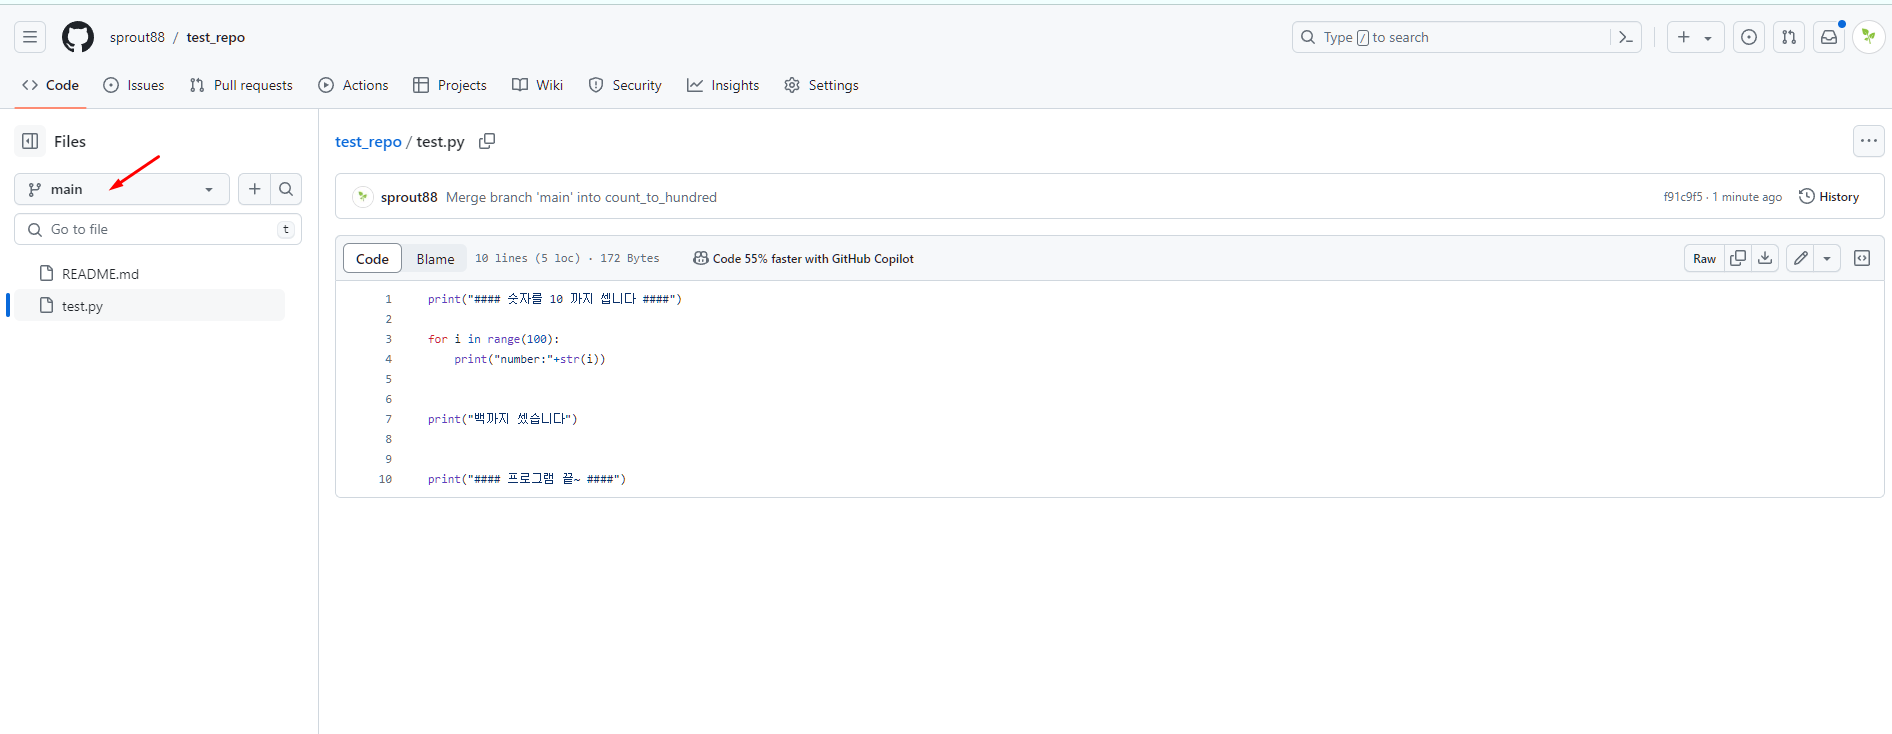 sprout88 / test_repo
Type / to search
Code Issues Pull requests Actions Projects Wiki Security Insights Settings
Files
main
Go to file t
README.md
test.py
test_repo / test.py
sprout88 Merge branch 'main' into count_to_hundred
f91c9f5 · 1 minute ago History
Code Blame 10 lines (5 loc) · 172 Bytes Code 55% faster with GitHub Copilot Raw
1 print("#### 숫자를 10 까지 셉니다 ####")
2
3 for i in range(100):
4 print("number:"+str(i))
5
6
7 print("백까지 셌습니다")
8
9
10 print("#### 프로그램 끝~ ####")